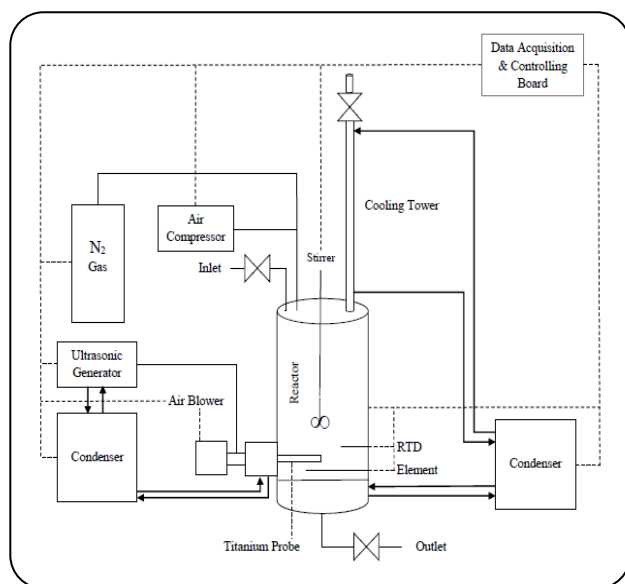 Data Acquisition
& Controlling
Board
Cooling Tower
N2
Gas
Air
Compressor
Stirrer
Inlet
Reactor
Ultrasonic
Generator
Air Blower
Condenser
RTD
Element
Condenser
Titanium Probe
Outlet